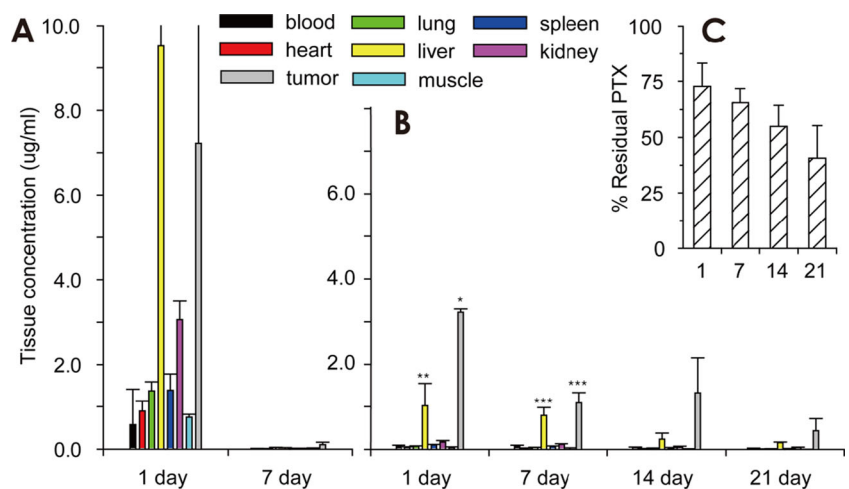 A
10.0
8.0
6.0
4.0
2.0
0.0
Tissue concentration (ug/ml)
1 day
7 day
blood
lung
spleen
heart
liver
kidney
tumor
muscle
B
6.0
4.0
2.0
**
*
***
***
1 day
7 day
14 day
21 day
C
100
75
50
25
0
% Residual PTX
1
7
14
21